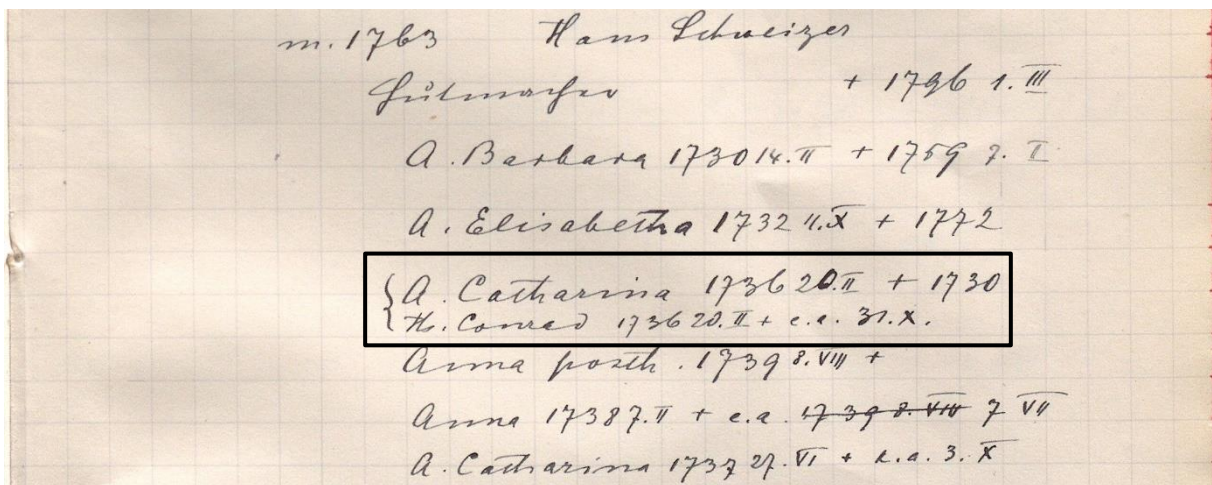 m. 1763 Hans Schweizer
Hutmacher + 1796 1. III
A. Barbara 1730 14. II + 1759 7. I
A. Elisabetha 1732 11. X + 1772
{A. Catharina 1736 20. II + 1730
H. Conrad 1736 20. II + e.a. 31. X.
Anna posth. 1739 8. VIII +
Anna 1738 7. II + e.a. 1739 8. VIII 7 VII
A. Catharina 1737 27. VI + e.a. 3. X